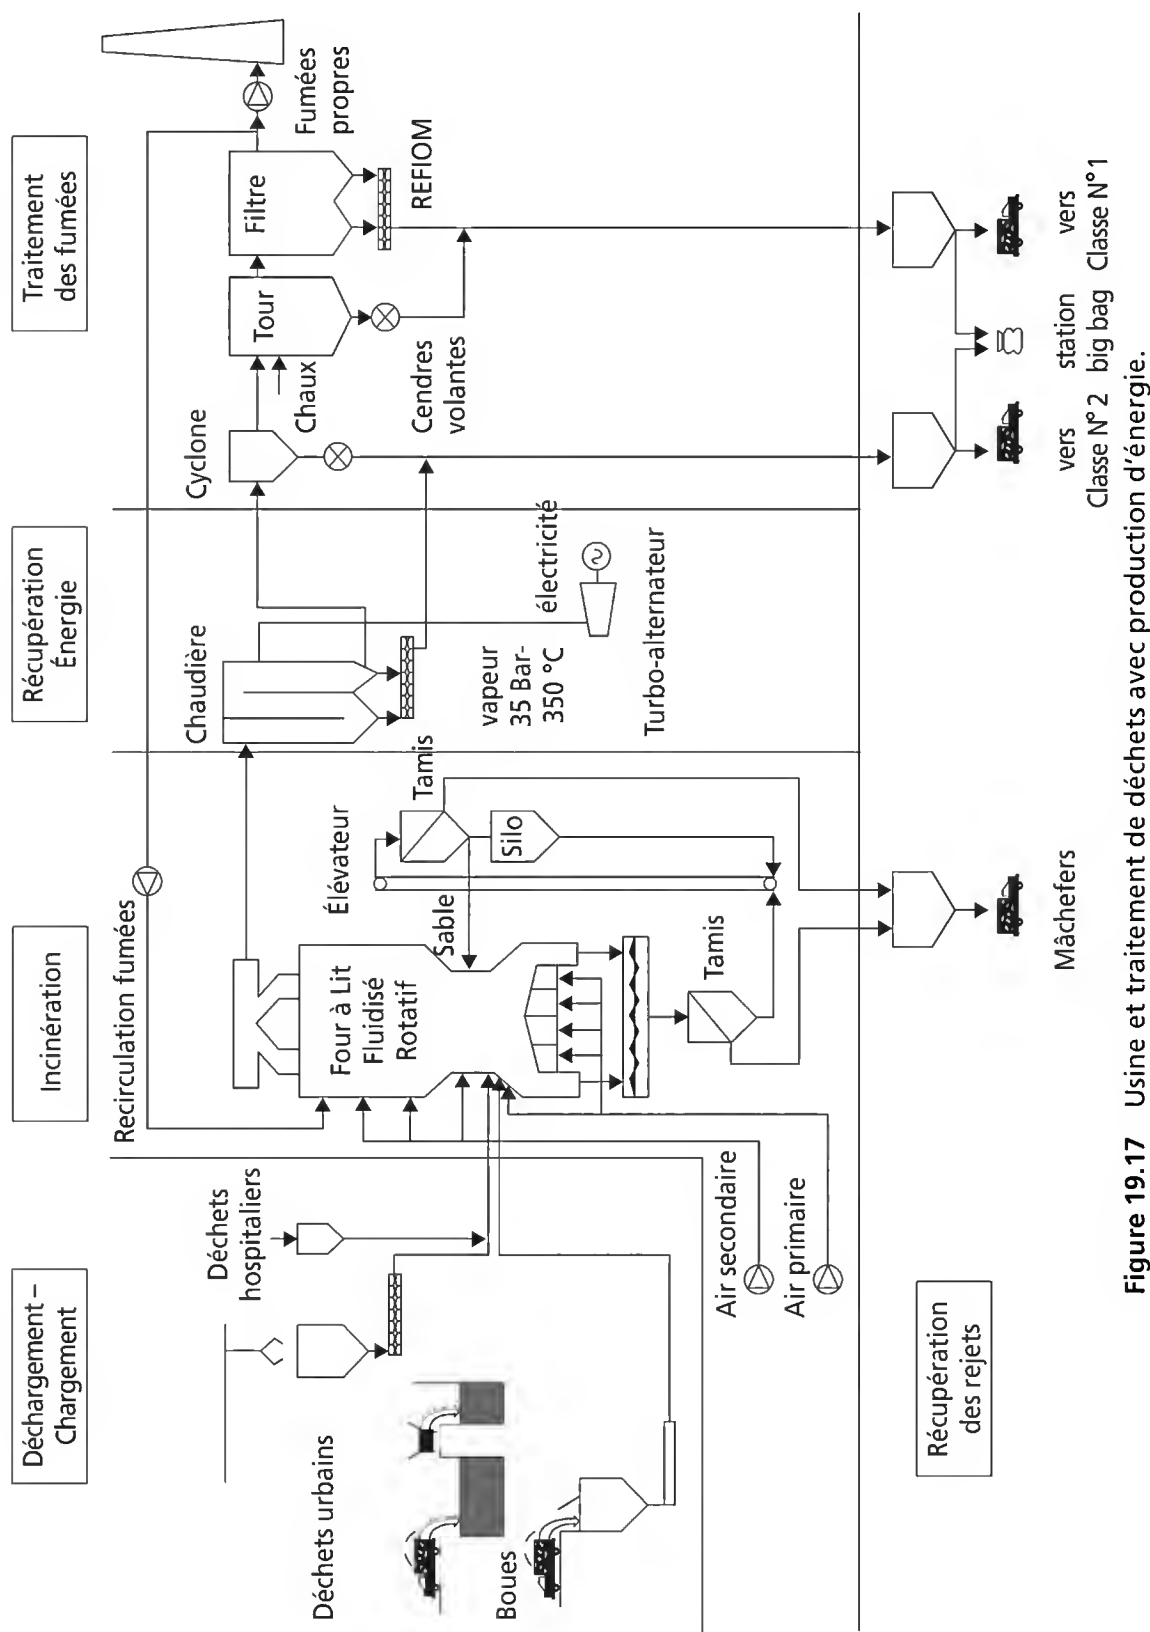 Déchargement –
Chargement
Incinération
Récupération
Énergie
Traitement
des fumées
Recirculation fumées
Déchets
hospitaliers
Déchets urbains
Boues
Air secondaire
Air primaire
Four à Lit
Fluidisé
Rotatif
Sable
Élévateur
Tamis
Silo
Tamis
Chaudière
vapeur
35 Bar-
350 °C
électricité
Turbo-alternateur
Cyclone
Chaux
Tour
Cendres
volantes
Filtre
REFIOM
Fumées
propres
Récupération
des rejets
Mâchefers
vers
Classe N°2
station
big bag
vers
Classe N°1
Figure 19.17 Usine et traitement de déchets avec production d'énergie.